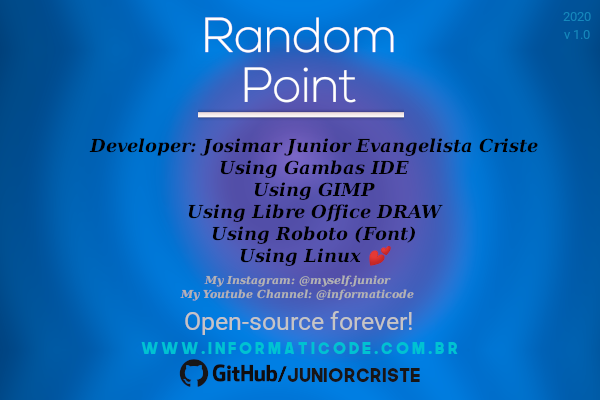 Random
Point
2020
v 1.0
Developer: Josimar Junior Evangelista Criste
Using Gambas IDE
Using GIMP
Using Libre Office DRAW
Using Roboto (Font)
Using Linux 💕
My Instagram: @myself.junior
My Youtube Channel: @informaticode
Open-source forever!
WWW.INFORMATICODE.COM.BR
GitHub/JUNIORCRISTE